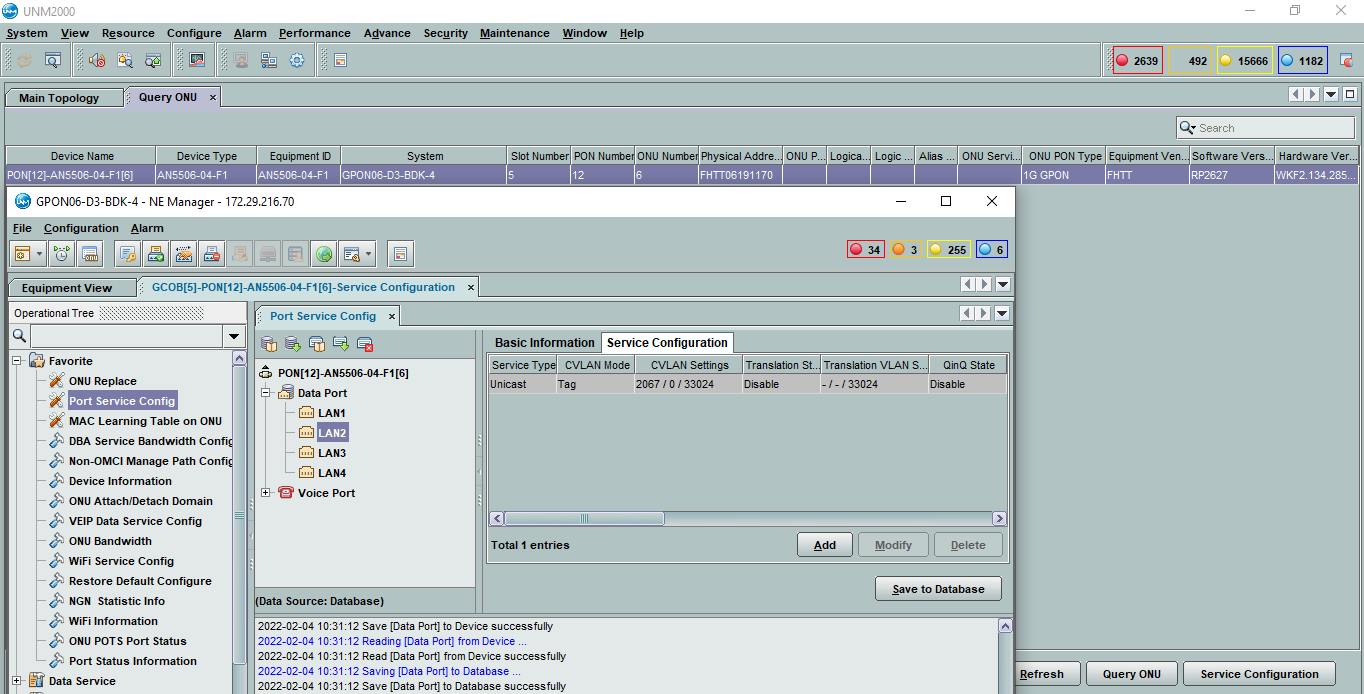 UNM2000
System View Resource Configure Alarm Performance Advance Security Maintenance Window Help
2639 492 15666 1182
Main Topology Query ONU
Search
Device Name Device Type Equipment ID System Slot Number PON Number ONU Number Physical Addre... ONU P... Logica... Logic ... Alias ... ONU Servi... ONU PON Type Equipment Ven... Software Vers... Hardware Ver...
PON[12]-AN5506-04-F1[6] AN5506-04-F1 AN5506-04-F1 GPON06-D3-BDK-4 5 12 6 FHTT06191170 1G GPON FHTT RP2627 WKF2.134.285...
GPON06-D3-BDK-4 - NE Manager - 172.29.216.70
File Configuration Alarm
34 3 255 6
Equipment View GCOB[5]-PON[12]-AN5506-04-F1[6]-Service Configuration
Operational Tree
Favorite
ONU Replace
Port Service Config
MAC Learning Table on ONU
DBA Service Bandwidth Config
Non-OMCI Manage Path Config
Device Information
ONU Attach/Detach Domain
VEIP Data Service Config
ONU Bandwidth
WiFi Service Config
Restore Default Configure
NGN Statistic Info
WiFi Information
ONU POTS Port Status
Port Status Information
Data Service
Port Service Config
PON[12]-AN5506-04-F1[6]
Data Port
LAN1
LAN2
LAN3
LAN4
Voice Port
(Data Source: Database)
Basic Information Service Configuration
Service Type CVLAN Mode CVLAN Settings Translation St... Translation VLAN S... QinQ State
Unicast Tag 2067 / 0 / 33024 Disable - / - / 33024 Disable
Total 1 entries
Add Modify Delete
Save to Database
2022-02-04 10:31:12 Save [Data Port] to Device successfully
2022-02-04 10:31:12 Reading [Data Port] from Device ...
2022-02-04 10:31:12 Read [Data Port] from Device successfully
2022-02-04 10:31:12 Saving [Data Port] to Database ...
2022-02-04 10:31:12 Save [Data Port] to Database successfully
Refresh Query ONU Service Configuration